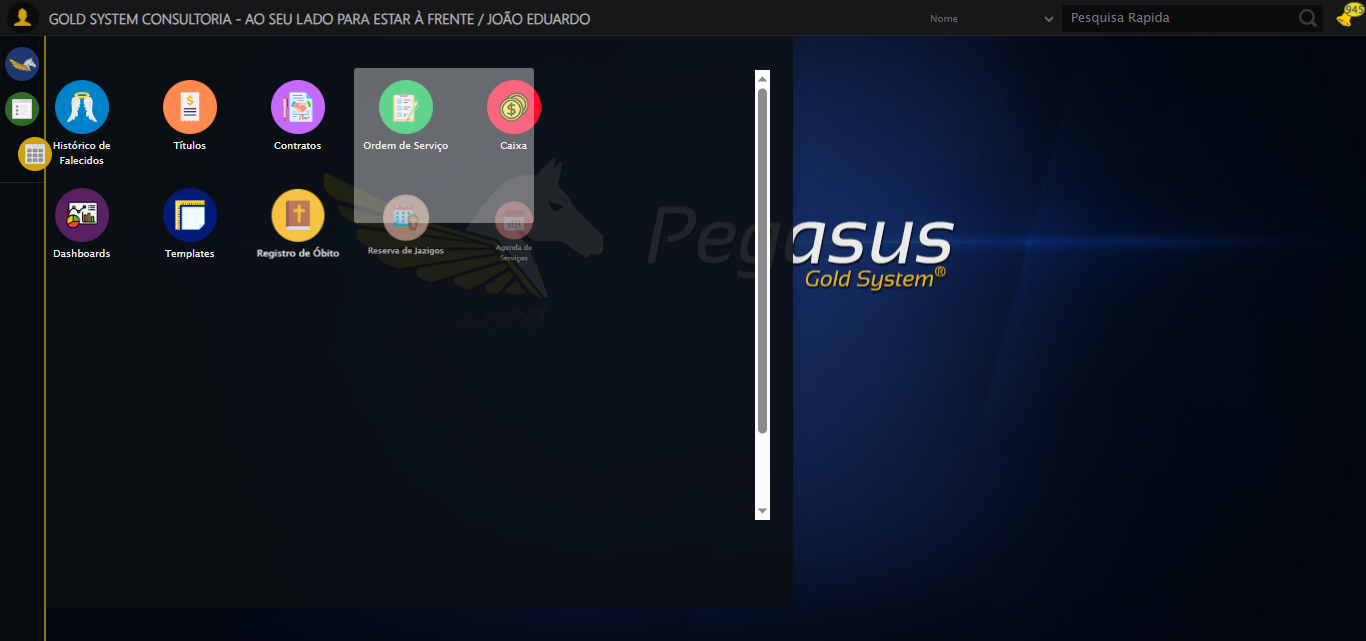 GOLD SYSTEM CONSULTORIA - AO SEU LADO PARA ESTAR À FRENTE / JOÃO EDUARDO
Nome
Pesquisa Rapida
945
Histórico de
Falecidos
Títulos
Contratos
Ordem de Serviço
Caixa
Dashboards
Templates
Registro de Óbito
Reserva de Jazigos
Agenda de
Serviços
Pegasus
Gold System®